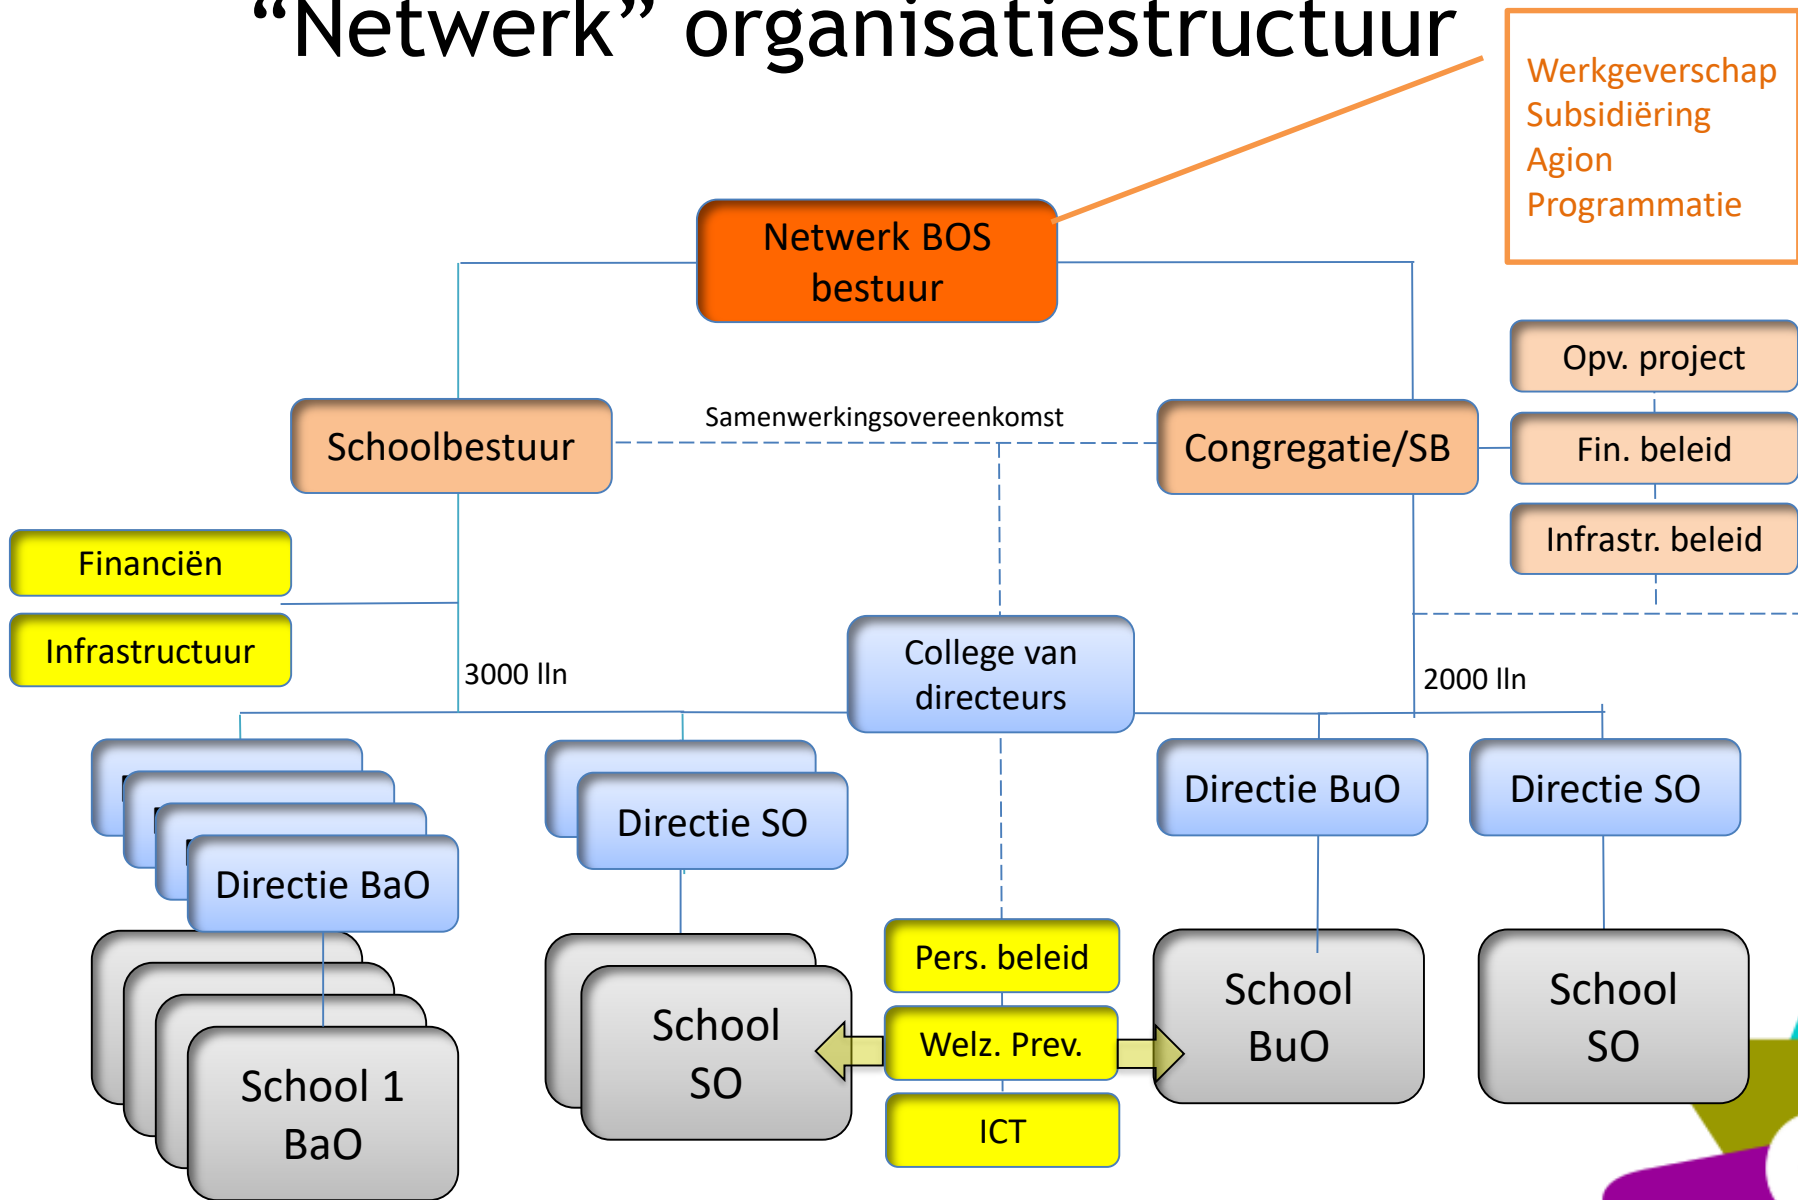 “Netwerk” organisatiestructuur
Werkgeverschap
Subsidiëring
Agion
Programmatie
Netwerk BOS
bestuur
Opv. project
Schoolbestuur
Samenwerkingsovereenkomst
Congregatie/SB
Fin. beleid
Infrastr. beleid
Financiën
Infrastructuur
3000 lln
College van
directeurs
2000 lln
Directie SO
Directie BuO
Directie SO
Directie BaO
Pers. beleid
School
SO
Welz. Prev.
School
BuO
School
SO
School 1
BaO
ICT